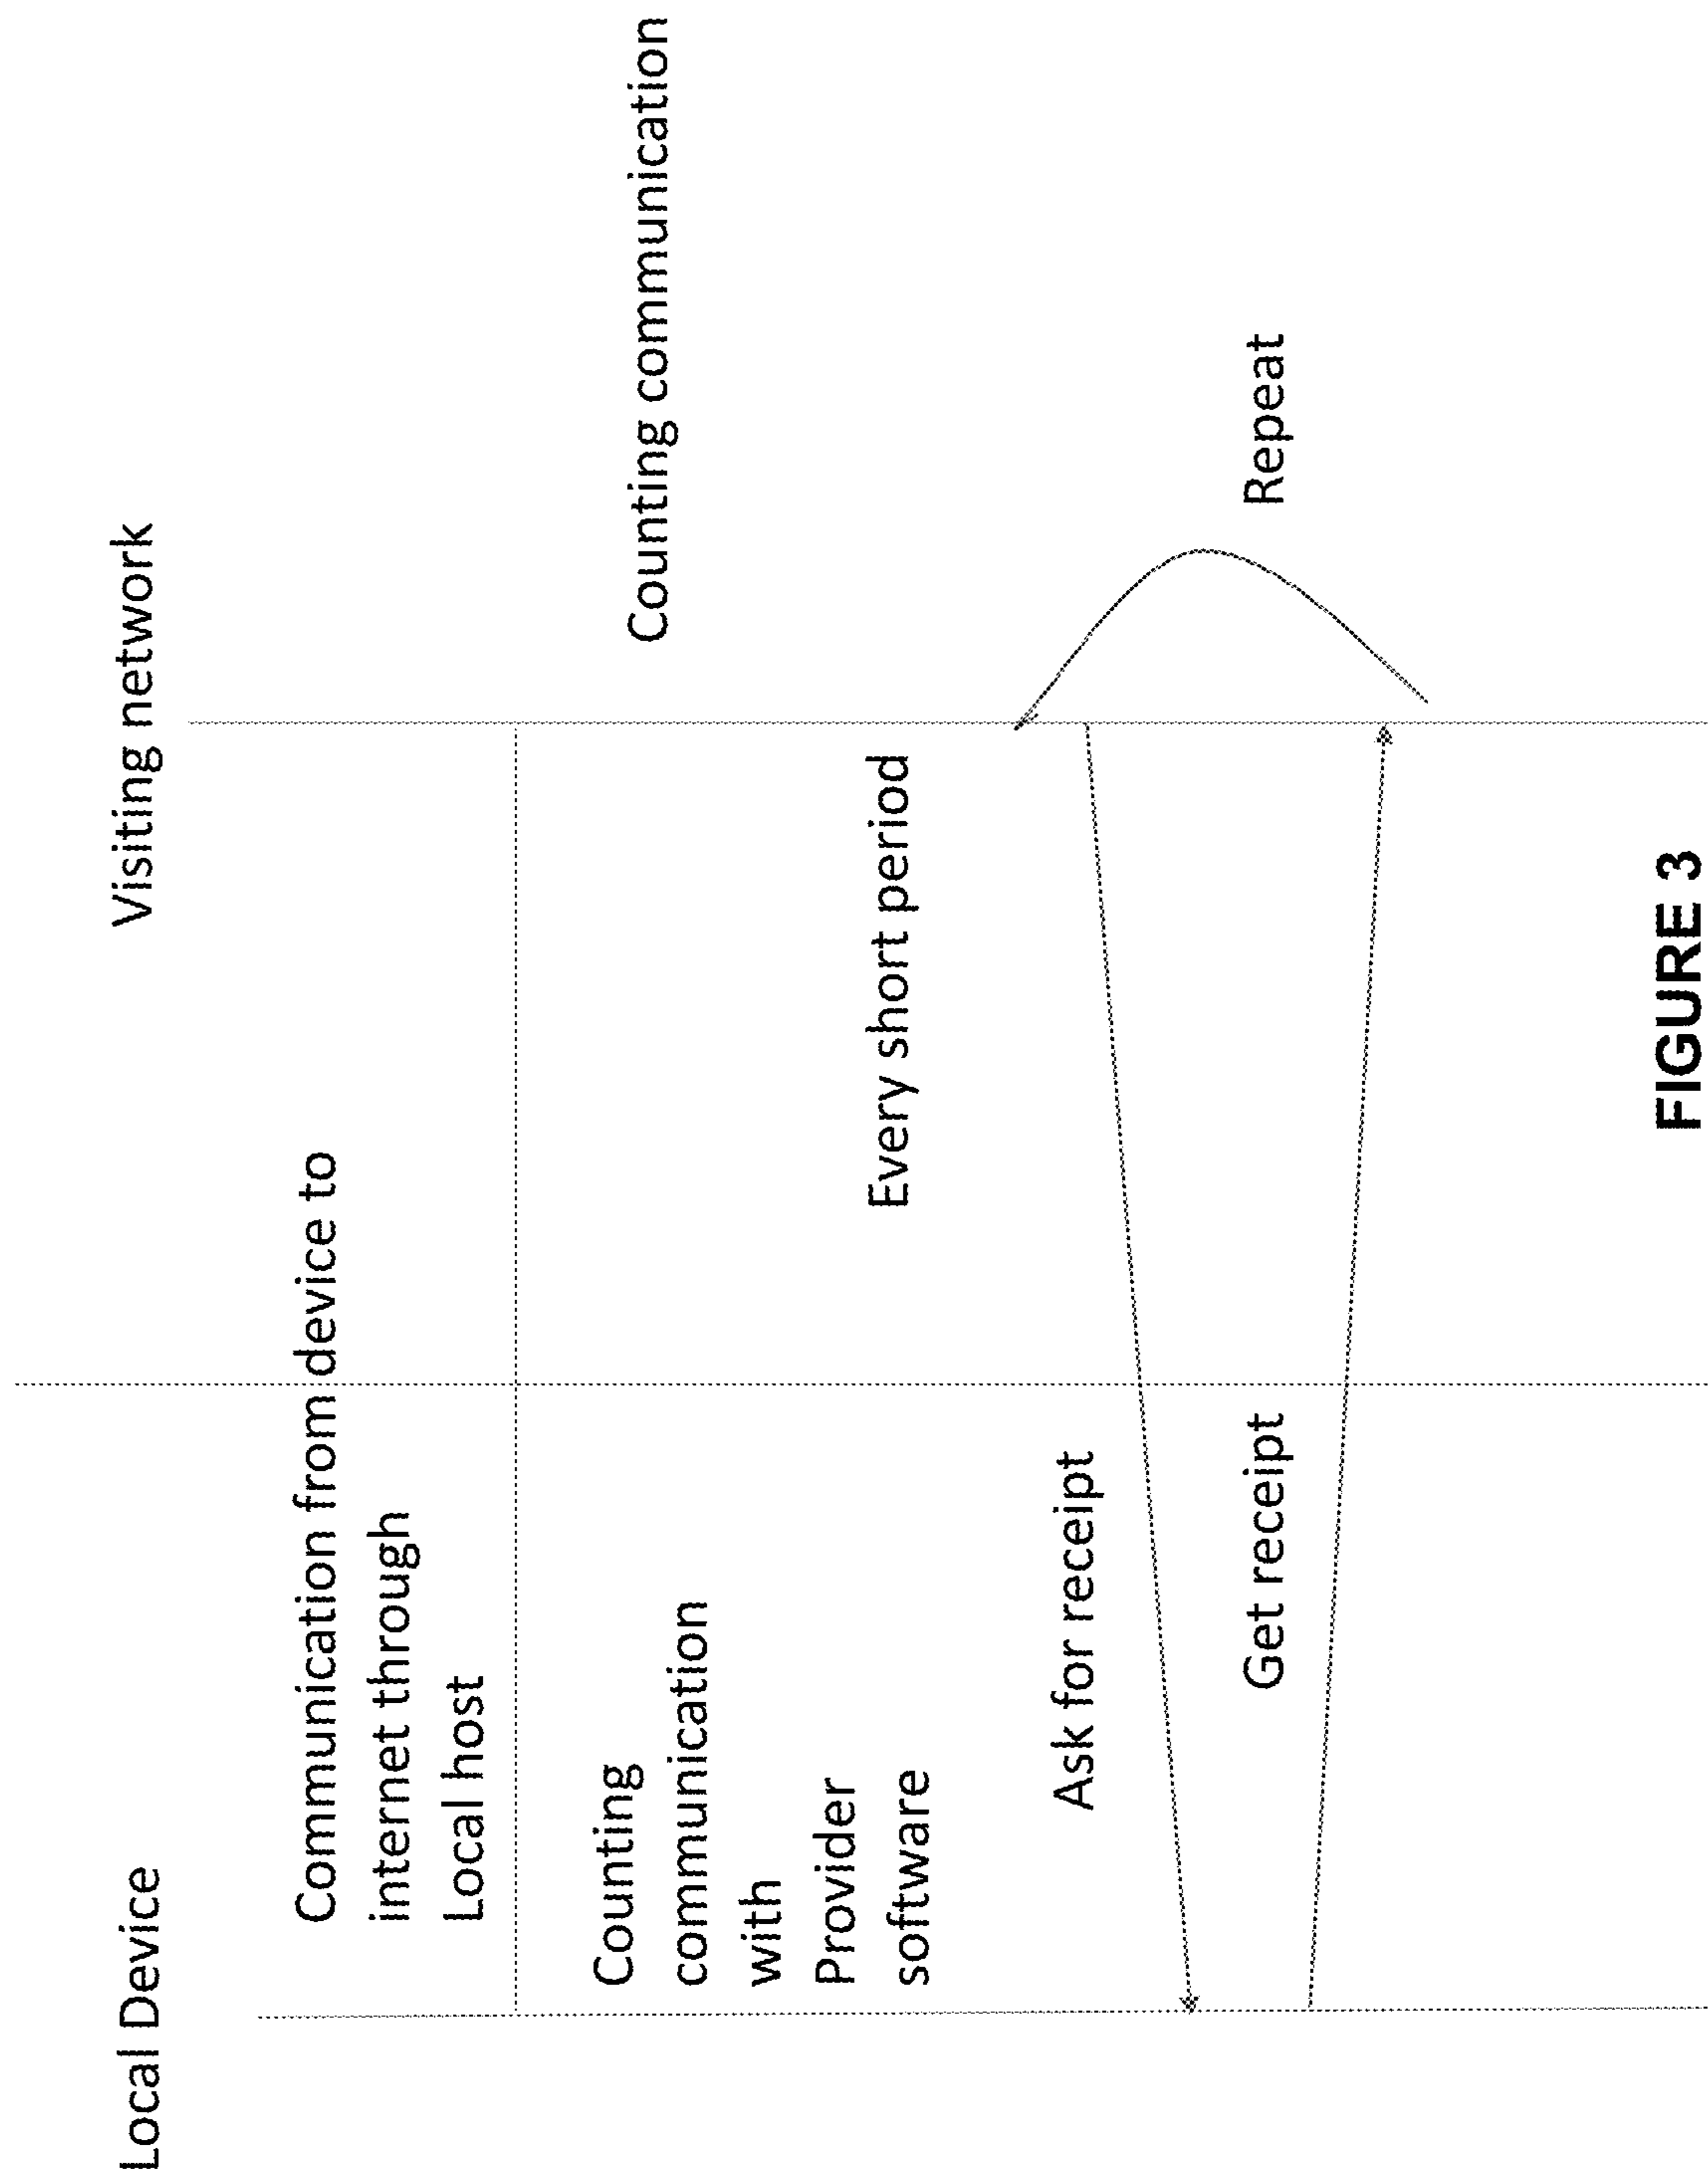 Local Device
Visiting network
Communication from device to
internet through
Local host
Counting
communication
with
Provider
software
Counting communication
Every short period
Ask for receipt
Get receipt
Repeat
FIGURE 3